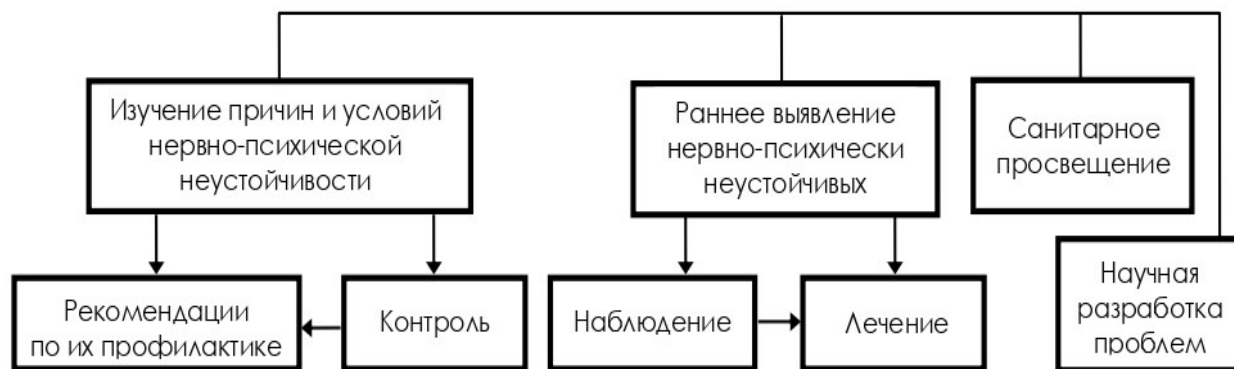 Изучение причин и условий
нервно-психической
неустойчивости
Раннее выявление
нервно-психически
неустойчивых
Санитарное
просвещение
Рекомендации
по их профилактике
Контроль
Наблюдение
Лечение
Научная
разработка
проблем